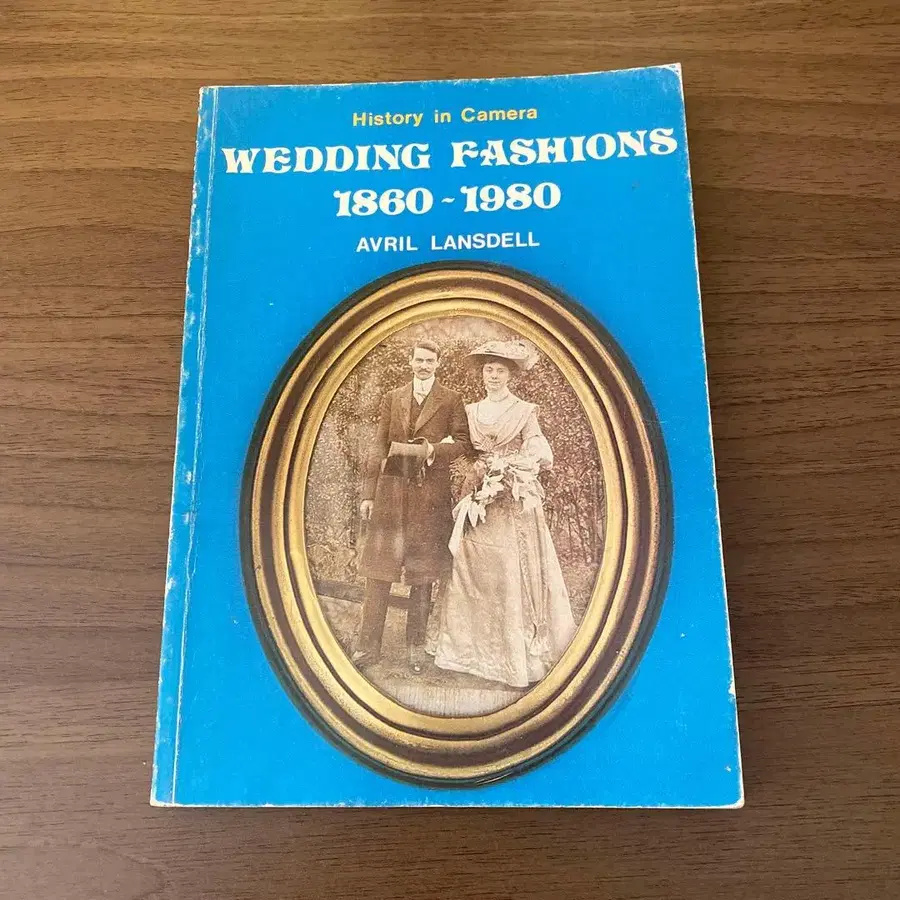 History in Camera
WEDDING FASHIONS
1860-1980
AVRIL LANSDELL